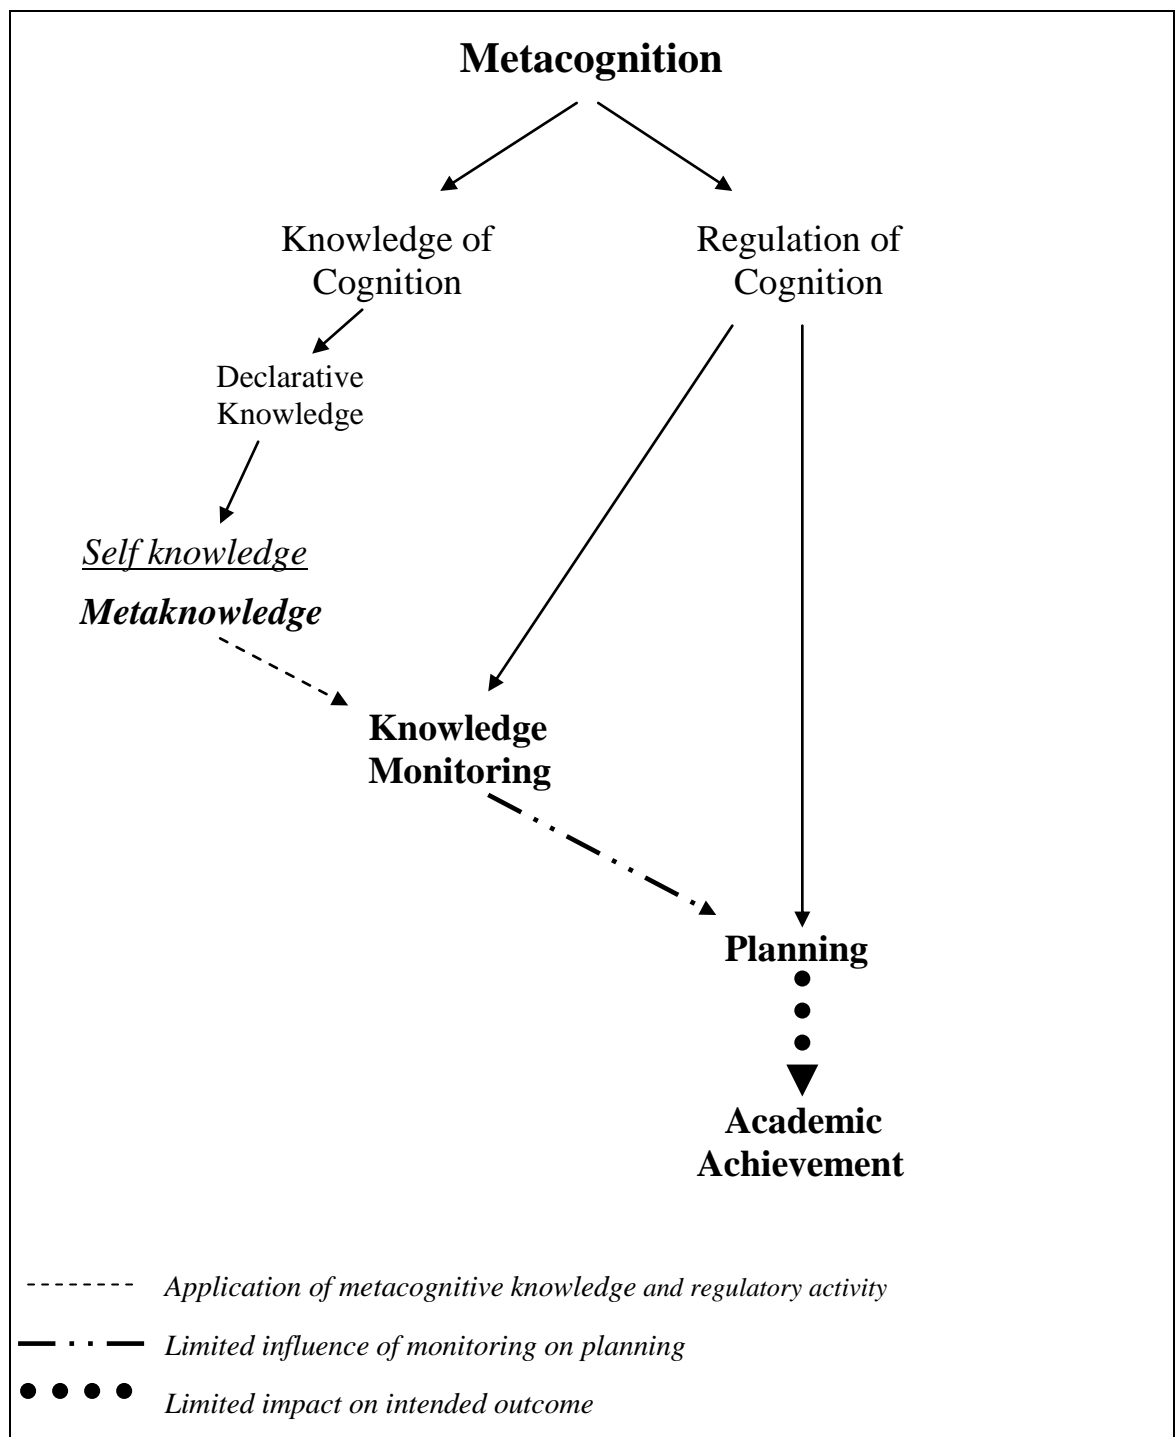 Metacognition
Knowledge of
Cognition
Regulation of
Cognition
Declarative
Knowledge
Self knowledge
Metaknowledge
Knowledge
Monitoring
Planning
Academic
Achievement
Application of metacognitive knowledge and regulatory activity
Limited influence of monitoring on planning
Limited impact on intended outcome